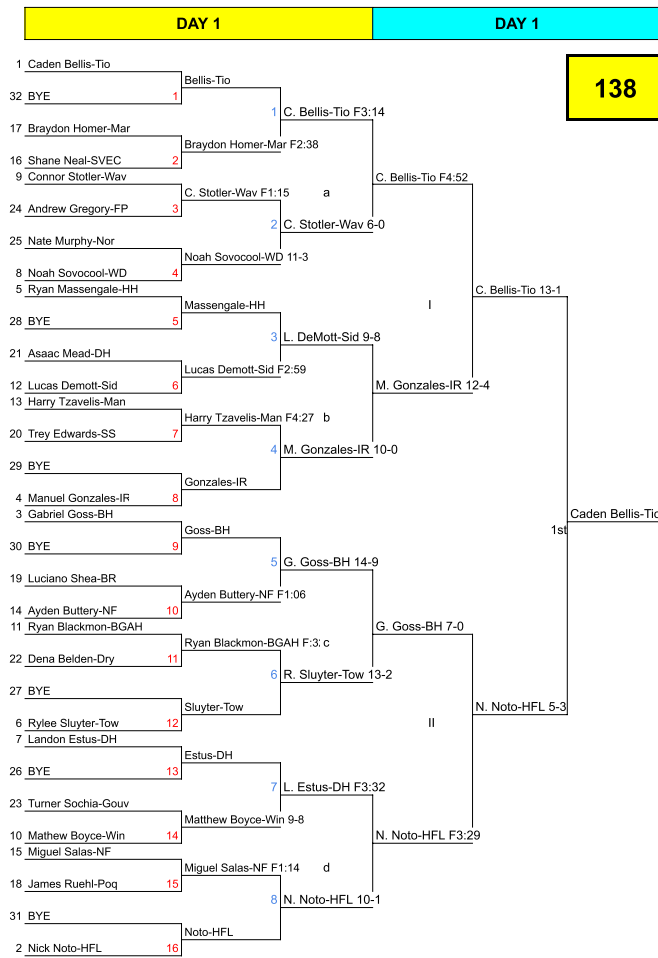 DAY 1
DAY 1
138
1 Caden Bellis-Tio
Bellis-Tio
32 BYE 1
1 C. Bellis-Tio F3:14
17 Braydon Homer-Mar
Braydon Homer-Mar F2:38
16 Shane Neal-SVEC 2
9 Connor Stotler-Wav
C. Bellis-Tio F4:52
C. Stotler-Wav F1:15 a
24 Andrew Gregory-FP 3
2 C. Stotler-Wav 6-0
25 Nate Murphy-Nor
Noah Sovocool-WD 11-3
8 Noah Sovocool-WD 4
5 Ryan Massengale-HH
C. Bellis-Tio 13-1
Massengale-HH I
28 BYE 5
3 L. DeMott-Sid 9-8
21 Asaac Mead-DH
Lucas Demott-Sid F2:59
12 Lucas Demott-Sid 6
M. Gonzales-IR 12-4
13 Harry Tzavelis-Man
Harry Tzavelis-Man F4:27 b
20 Trey Edwards-SS 7
4 M. Gonzales-IR 10-0
29 BYE
Gonzales-IR
4 Manuel Gonzales-IR 8
3 Gabriel Goss-BH
Caden Bellis-Tio
Goss-BH 1st
30 BYE 9
5 G. Goss-BH 14-9
19 Luciano Shea-BR
Ayden Buttery-NF F1:06
14 Ayden Buttery-NF 10
11 Ryan Blackmon-BGAH
G. Goss-BH 7-0
Ryan Blackmon-BGAH F:3 c
22 Dena Belden-Dry 11
6 R. Sluyter-Tow 13-2
27 BYE
Sluyter-Tow
N. Noto-HFL 5-3
6 Rylee Sluyter-Tow 12
II
7 Landon Estus-DH
Estus-DH
26 BYE 13
7 L. Estus-DH F3:32
23 Turner Sochia-Gouv
Matthew Boyce-Win 9-8
10 Mathew Boyce-Win 14
N. Noto-HFL F3:29
15 Miguel Salas-NF
Miguel Salas-NF F1:14 d
18 James Ruehl-Poq 15
8 N. Noto-HFL 10-1
31 BYE
Noto-HFL
2 Nick Noto-HFL 16